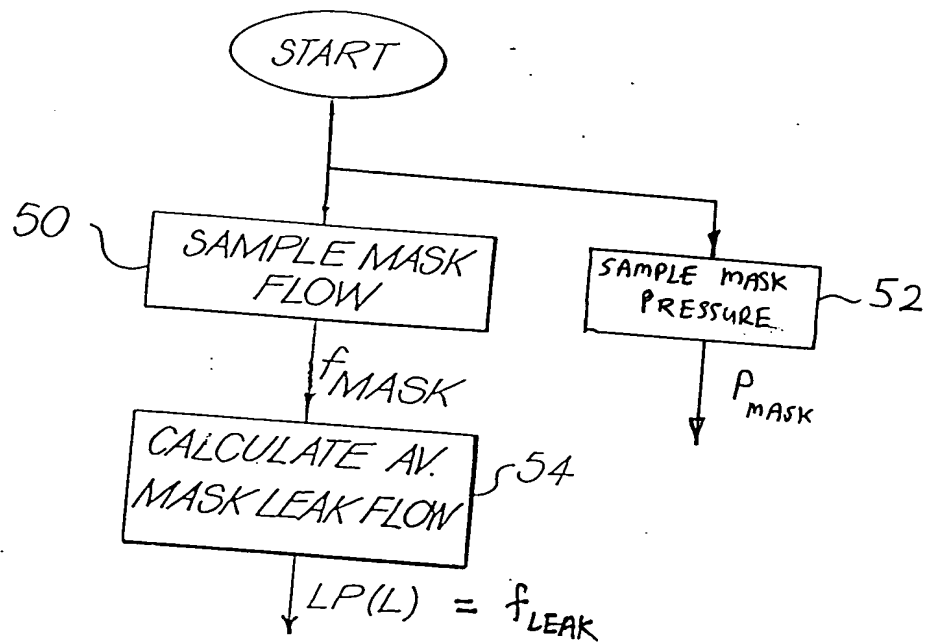 START
50
SAMPLE MASK
FLOW
SAMPLE MASK
PRESSURE
52
fMASK
PMASK
CALCULATE AV.
MASK LEAK FLOW
54
LP(L) = fLEAK